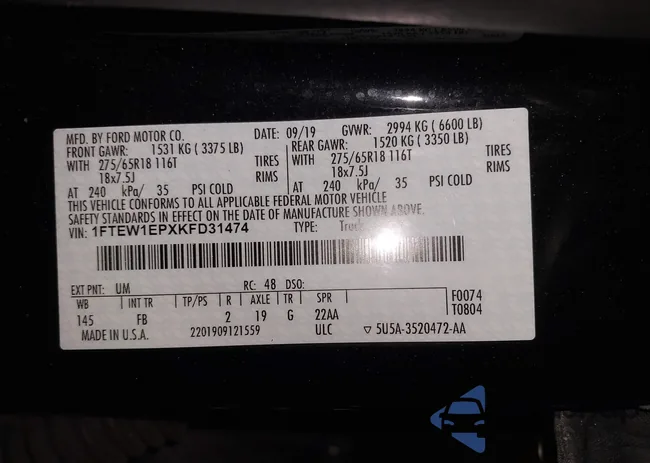 MFD. BY FORD MOTOR CO. DATE: 09/19 GVWR: 2994 KG ( 6600 LB)
FRONT GAWR: 1531 KG ( 3375 LB) REAR GAWR: 1520 KG ( 3350 LB)
WITH 275/65R18 116T TIRES WITH 275/65R18 116T TIRES
18x7.5J RIMS 18x7.5J RIMS
AT 240 kPa/ 35 PSI COLD AT 240 kPa/ 35 PSI COLD
THIS VEHICLE CONFORMS TO ALL APPLICABLE FEDERAL MOTOR VEHICLE
SAFETY STANDARDS IN EFFECT ON THE DATE OF MANUFACTURE SHOWN ABOVE.
VIN: 1FTEW1EPXKFD31474 TYPE: Truck
EXT PNT: UM RC: 48 DSO:
WB INT TR TP/PS R AXLE TR SPR F0074
145 FB 2 19 G 22AA T0804
MADE IN U.S.A. 2201909121559 ULC ▽ 5U5A-3520472-AA